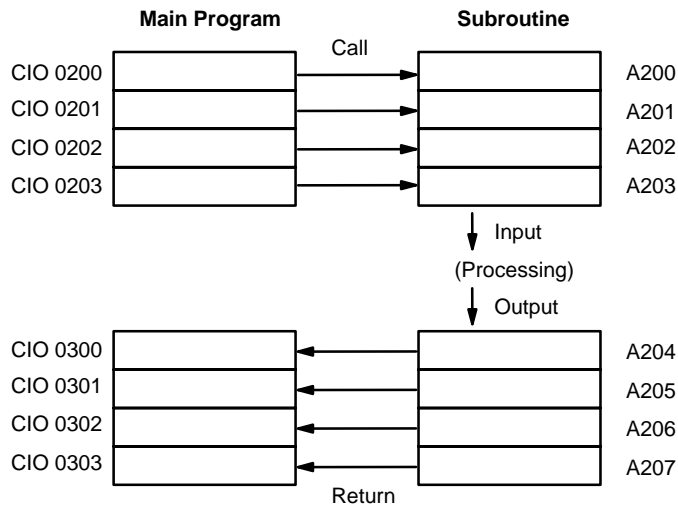 Main Program Subroutine
Call
CIO 0200 A200
CIO 0201 A201
CIO 0202 A202
CIO 0203 A203
Input
(Processing)
Output
CIO 0300 A204
CIO 0301 A205
CIO 0302 A206
CIO 0303 A207
Return